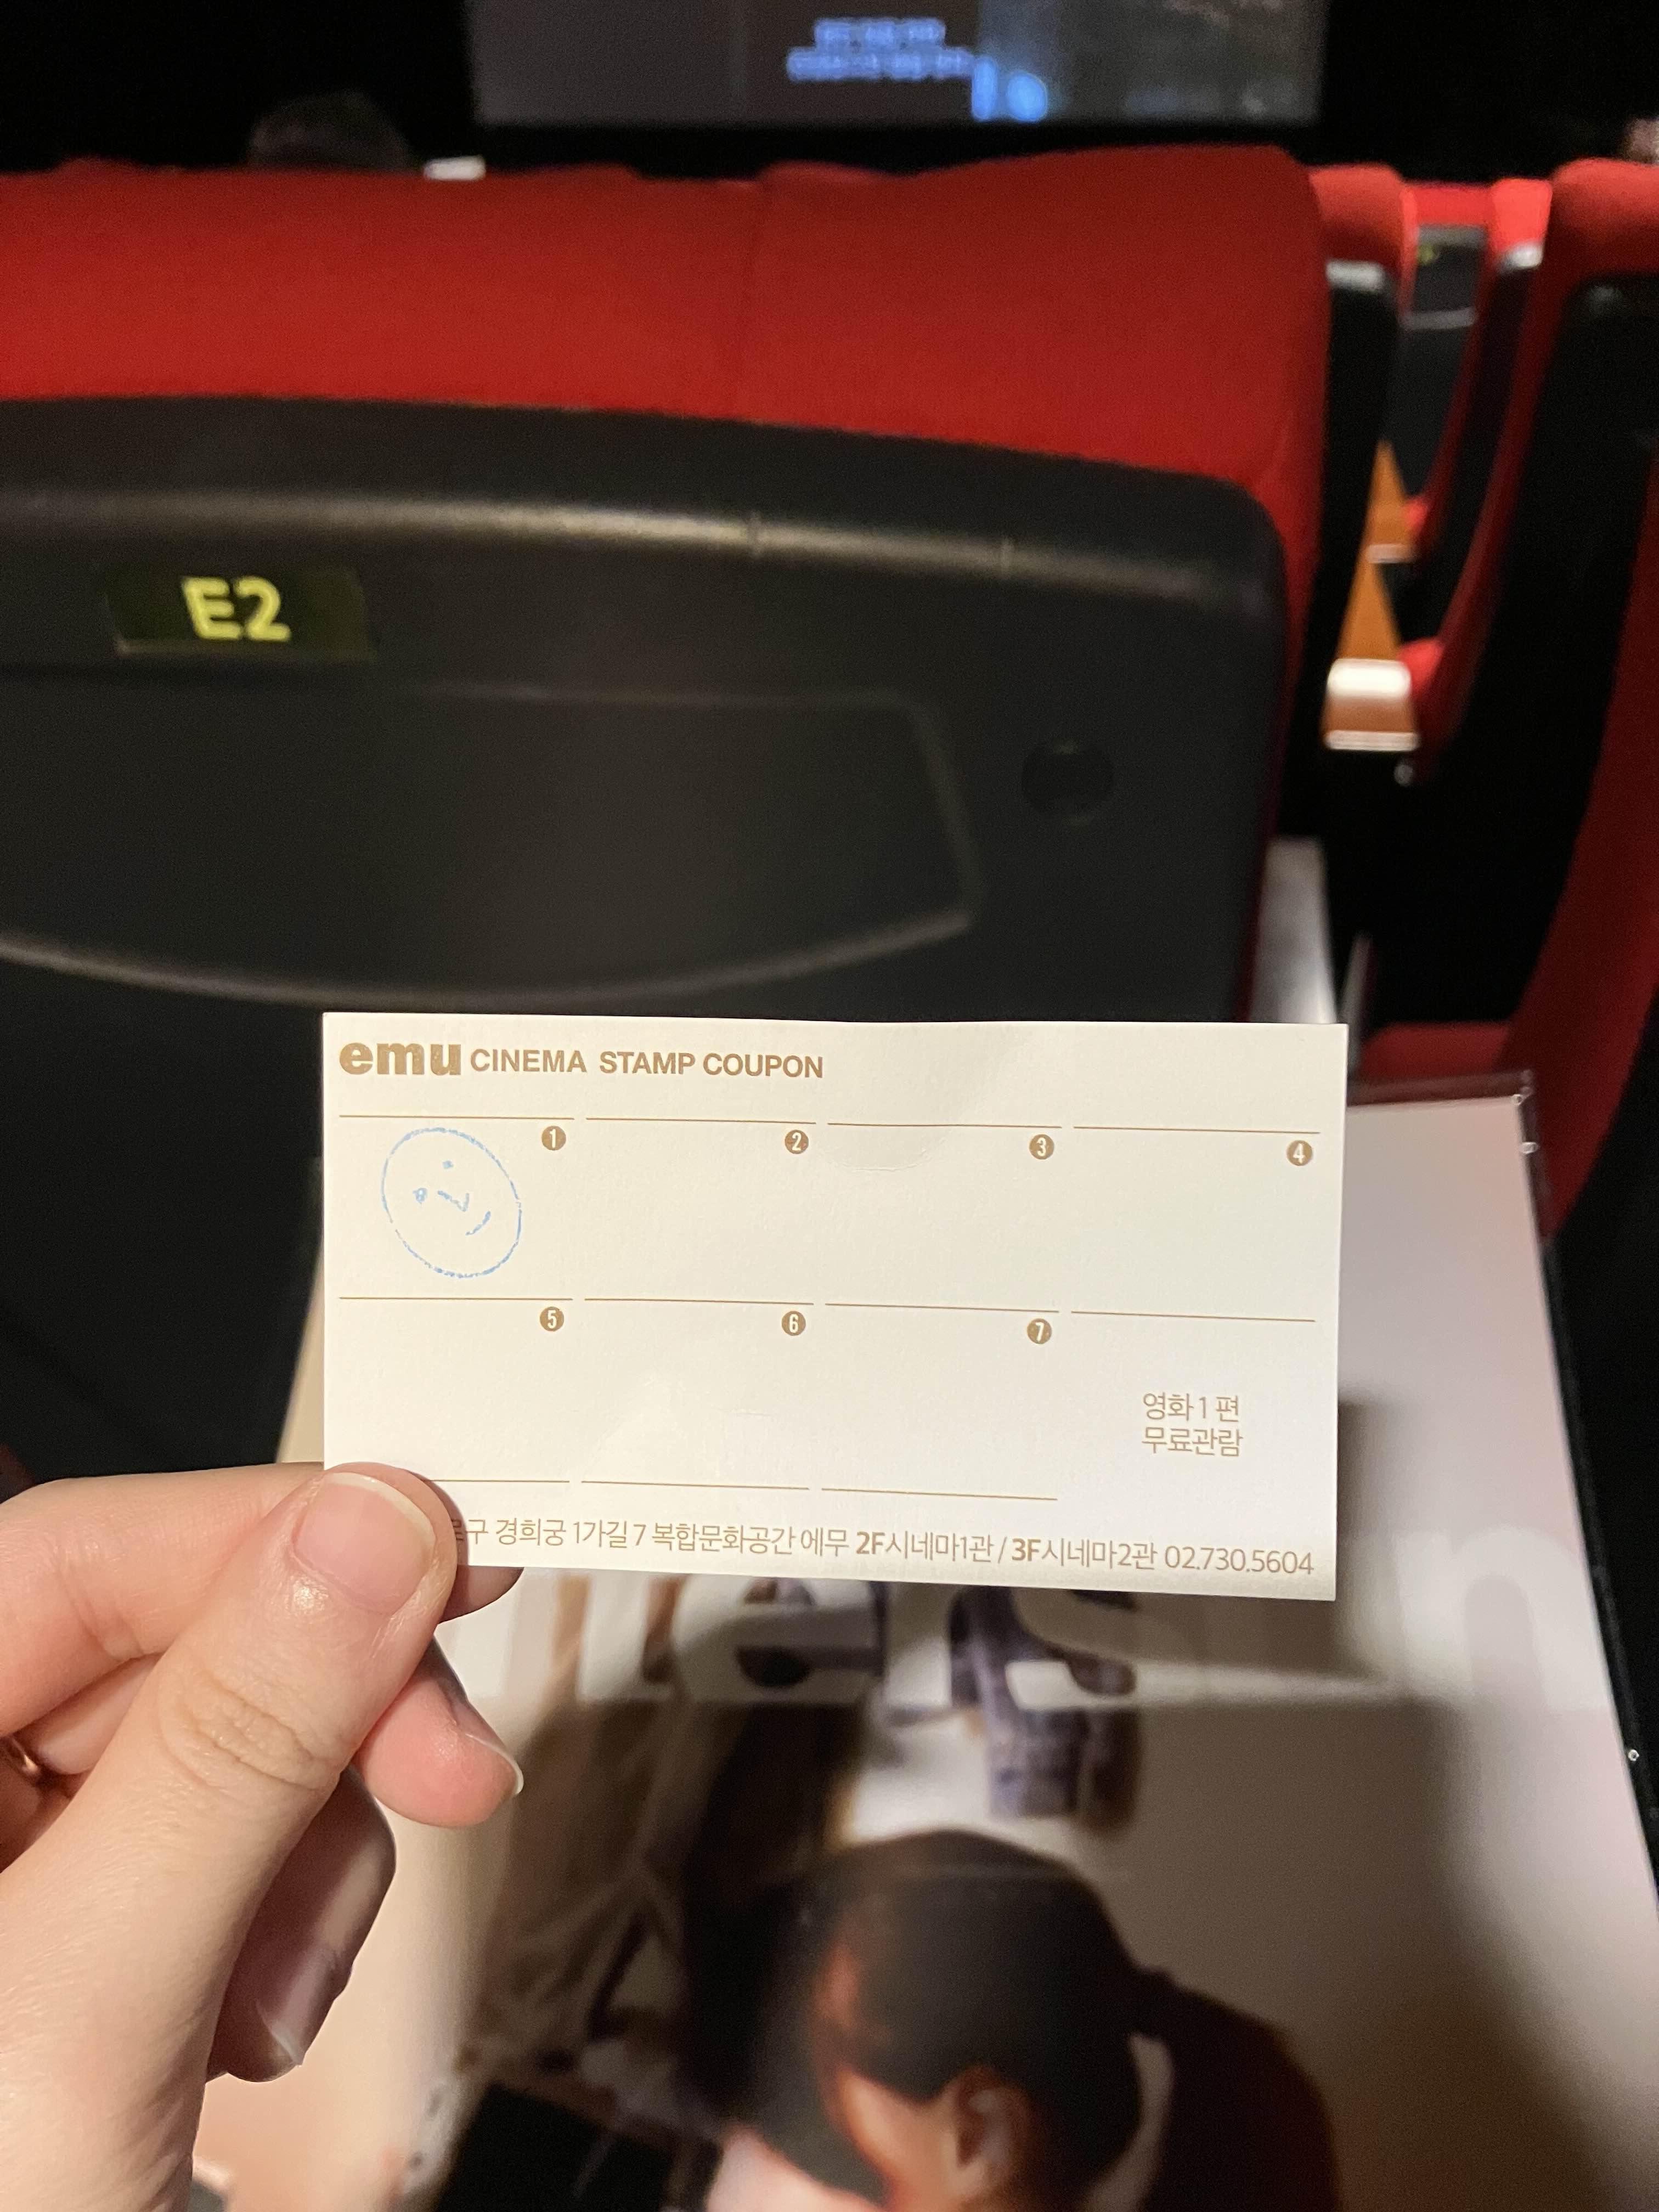 E2
emu CINEMA STAMP COUPON
1 2 3 4
5 6 7
영화 1 편
무료관람
구 경희궁 1가길 7 복합문화공간 에무 2F시네마1관 / 3F시네마2관 02.730.5604